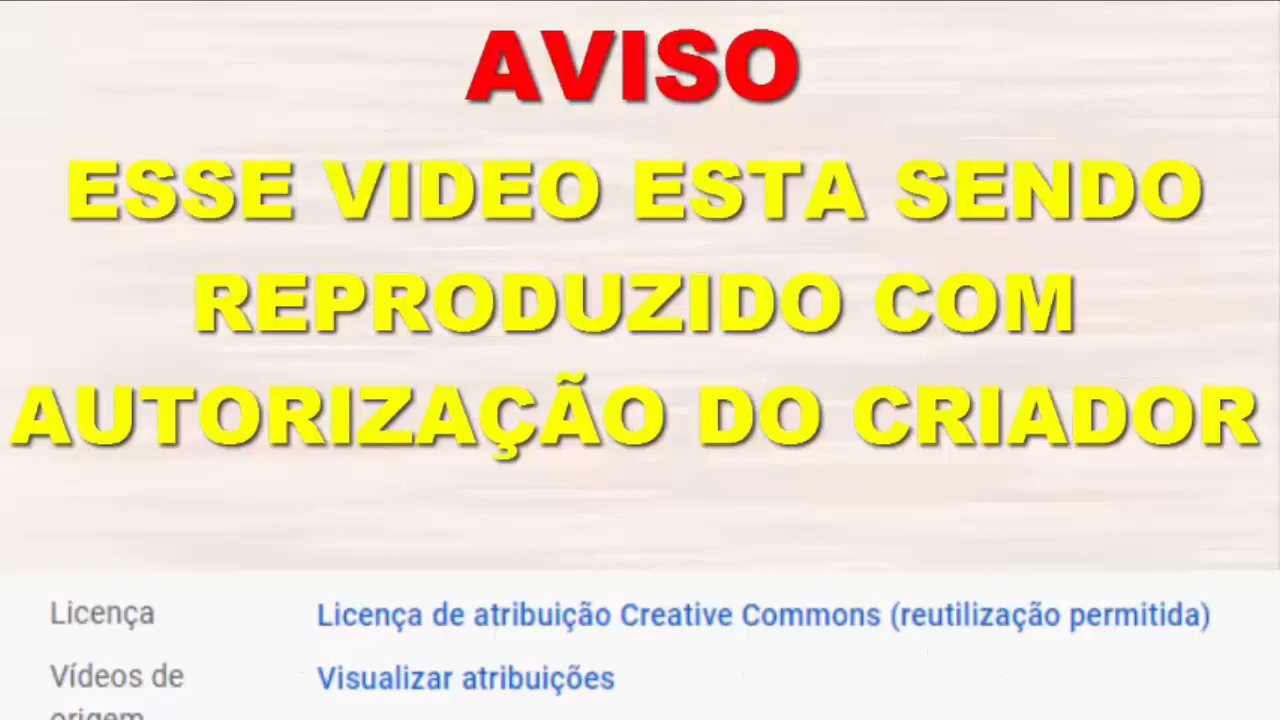 AVISO
ESSE VIDEO ESTA SENDO
REPRODUZIDO COM
AUTORIZAÇÃO DO CRIADOR
Licença Licença de atribuição Creative Commons (reutilização permitida)
Vídeos de Visualizar atribuições
origem